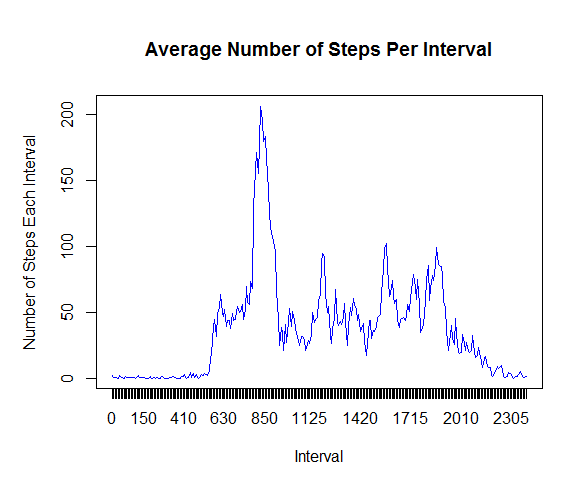 Average Number of Steps Per Interval
Number of Steps Each Interval
200
150
100
50
0
0 150 410 630 850 1125 1420 1715 2010 2305
Interval